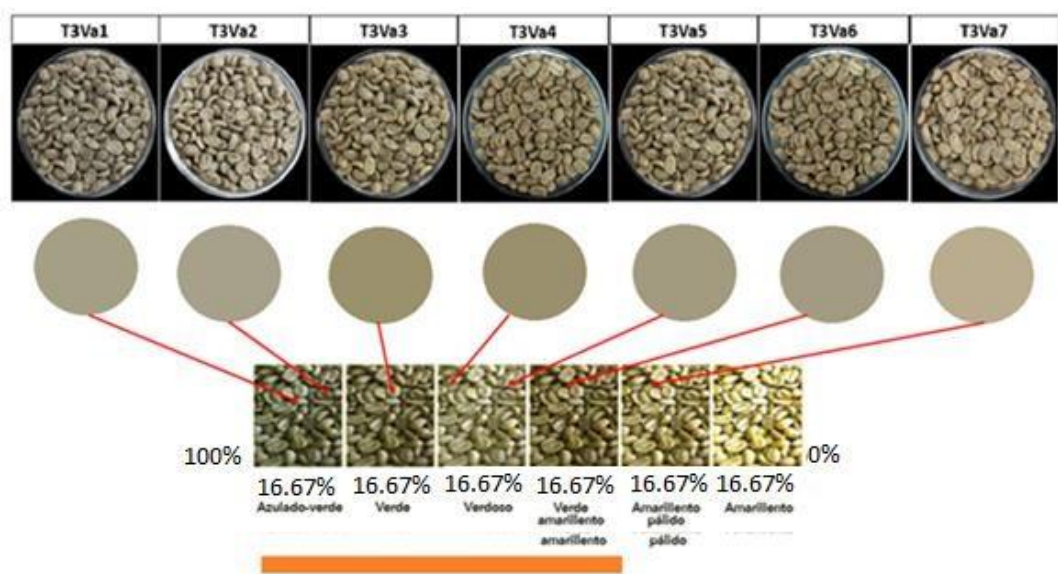 T3Va1 T3Va2 T3Va3 T3Va4 T3Va5 T3Va6 T3Va7
100% 0%
16.67% 16.67% 16.67% 16.67% 16.67% 16.67%
Azulado-verde Verde Verdoso Verde Amarillento Amarillento
amarillento pálido
amarillento pálido